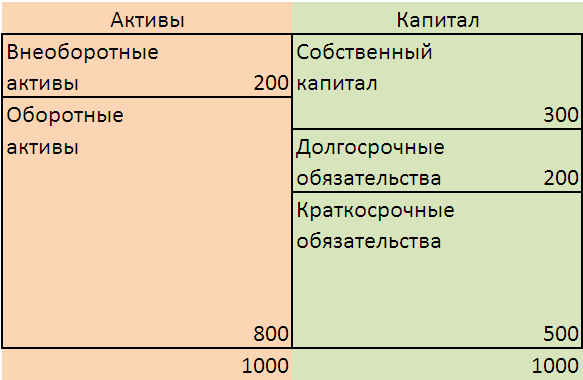 Активы
Капитал
Внеоборотные
активы 200
Собственный
капитал
300
Оборотные
активы
800
Долгосрочные
обязательства 200
Краткосрочные
обязательства
500
1000
1000